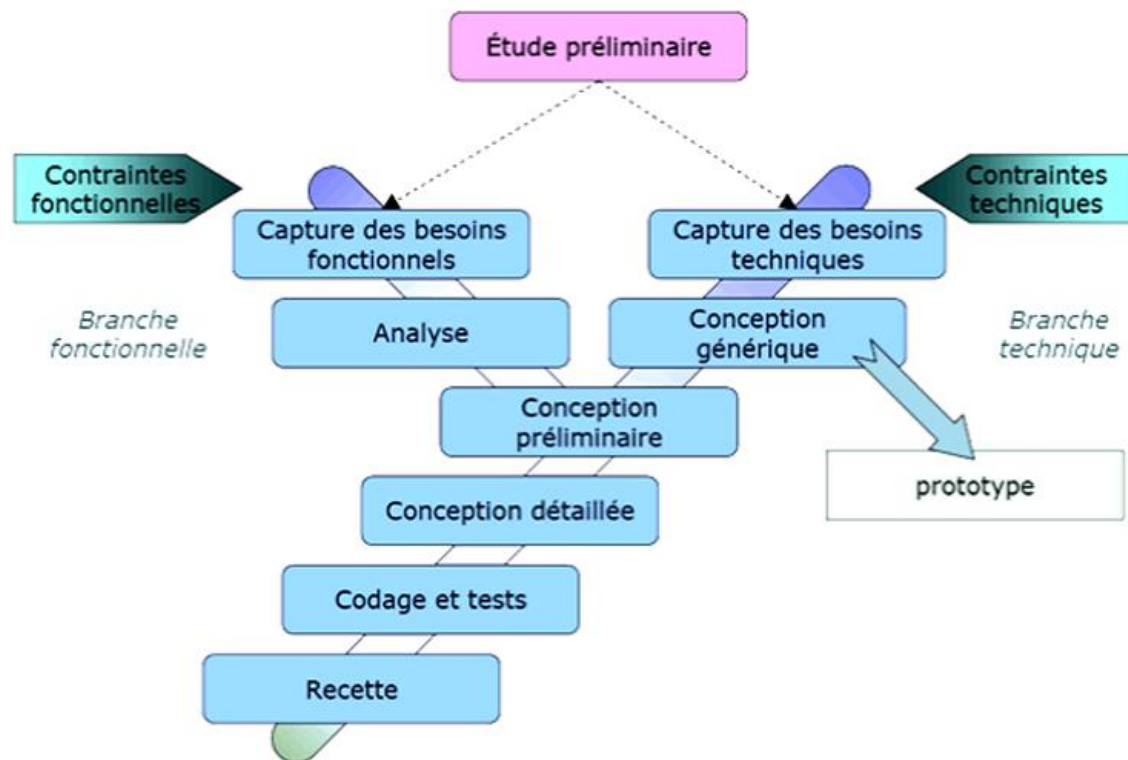 Étude préliminaire
Contraintes
fonctionnelles
Contraintes
techniques
Capture des besoins
fonctionnels
Capture des besoins
techniques
Branche
fonctionnelle
Analyse
Conception
générique
Branche
technique
Conception
préliminaire
prototype
Conception détaillée
Codage et tests
Recette